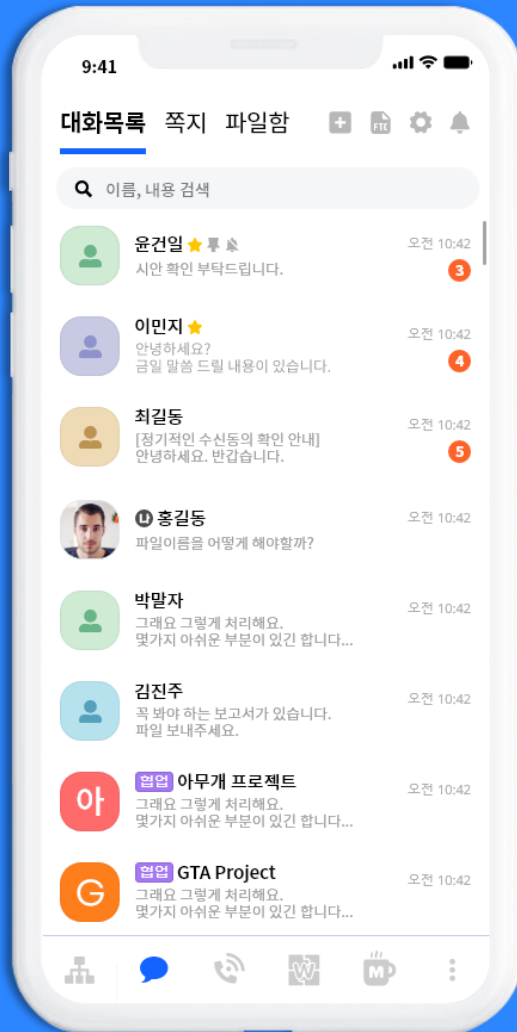 9:41
대화목록 쪽지 파일함
FTC
이름, 내용 검색
윤건일
오전 10:42
시안 확인 부탁드립니다.
3
이민지
오전 10:42
안녕하세요?
금일 말씀 드릴 내용이 있습니다.
4
최길동
오전 10:42
[정기적인 수신동의 확인 안내]
안녕하세요. 반갑습니다.
5
나 홍길동
오전 10:42
파일이름을 어떻게 해야할까?
박말자
오전 10:42
그래요 그렇게 처리해요.
몇가지 아쉬운 부분이 있긴 합니다...
김진주
오전 10:42
꼭 봐야 하는 보고서가 있습니다.
파일 보내주세요.
아
협업 아무개 프로젝트
오전 10:42
그래요 그렇게 처리해요.
몇가지 아쉬운 부분이 있긴 합니다...
G
협업 GTA Project
오전 10:42
그래요 그렇게 처리해요.
몇가지 아쉬운 부분이 있긴 합니다...
W
M